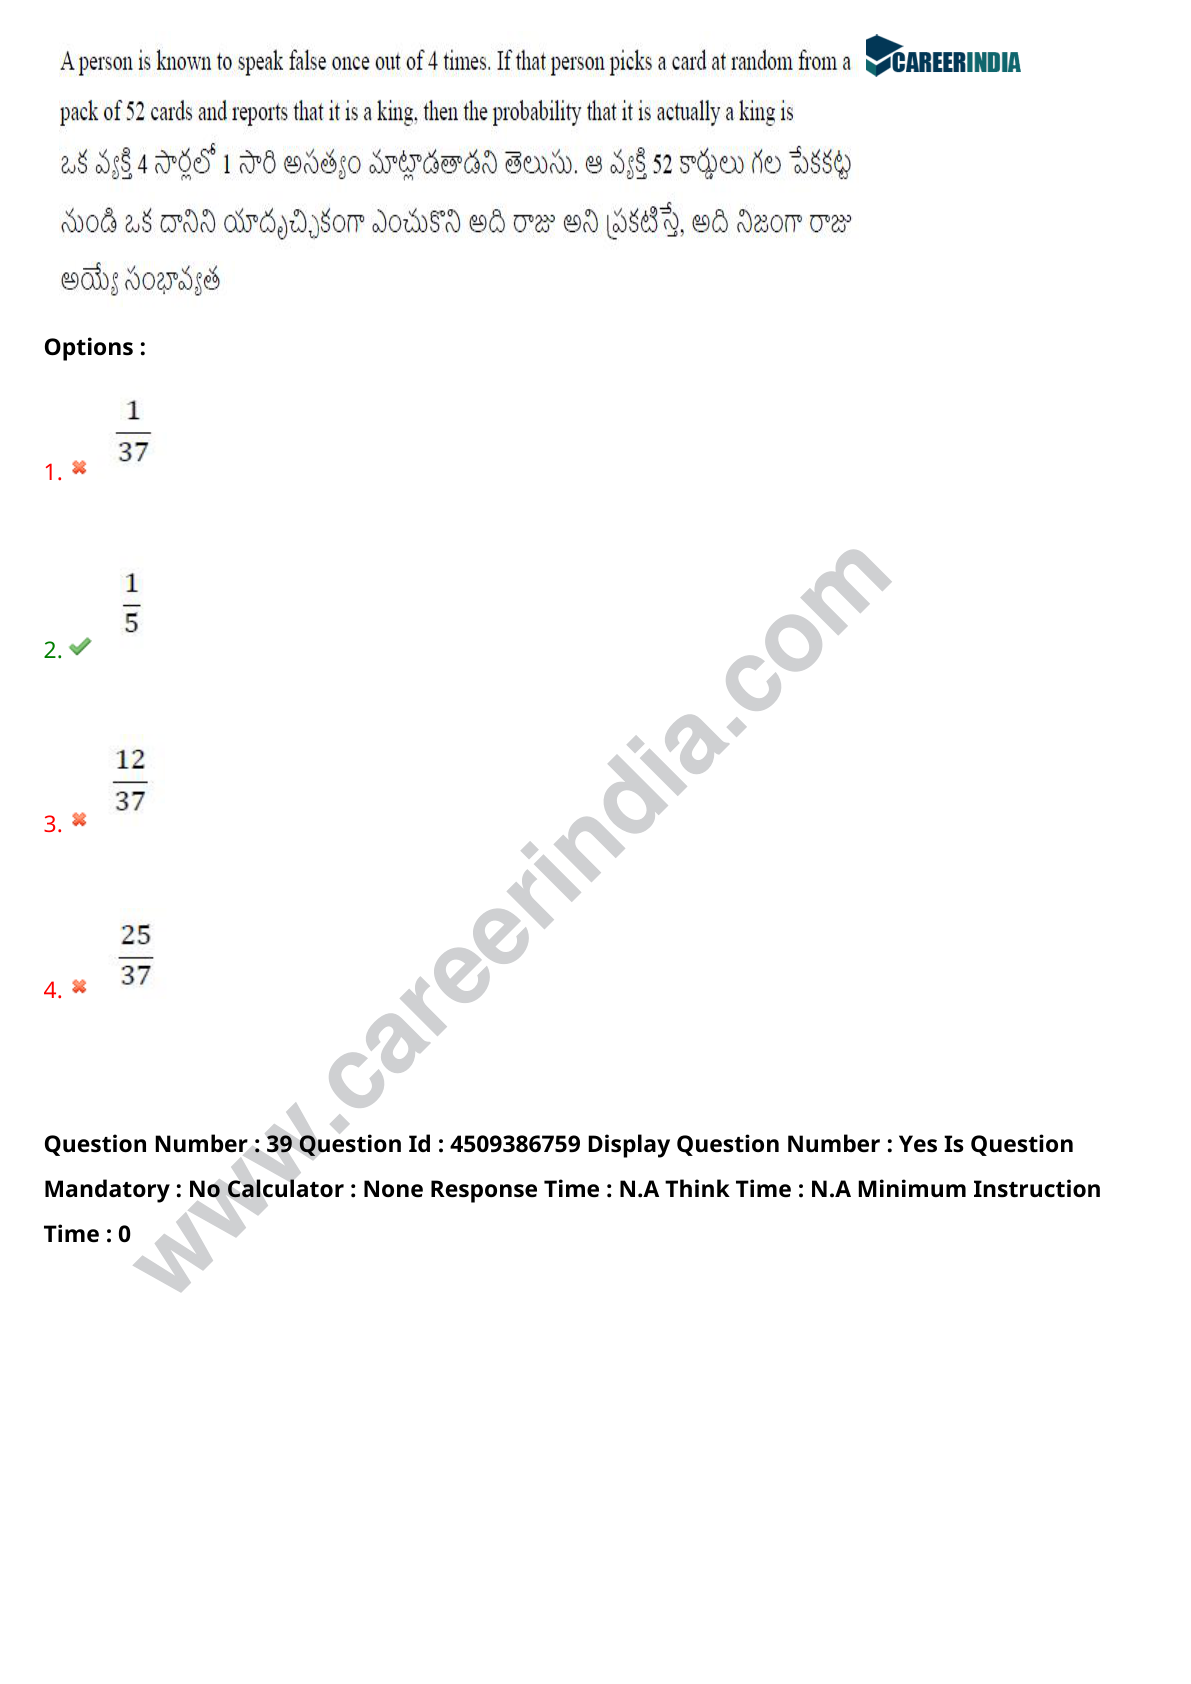 A person is known to speak false once out of 4 times. If that person picks a card at random from a
CAREERINDIA
pack of 52 cards and reports that it is a king, then the probability that it is actually a king is
ఒక వ్యక్తి 4 సార్లలో 1 సారి అసత్యం మాట్లాడతాడని తెలుసు. ఆ వ్యక్తి 52 కార్డులు గల పేకకట్ట
నుండి ఒక దానిని యాదృచ్ఛికంగా ఎంచుకొని అది రాజు అని ప్రకటిస్తే, అది నిజంగా రాజు
అయ్యే సంభావ్యత
Options :
1
37
1.
1
5
2.
12
37
3.
25
37
4.
www.careerindia.com
Question Number : 39 Question Id : 4509386759 Display Question Number : Yes Is Question
Mandatory : No Calculator : None Response Time : N.A Think Time : N.A Minimum Instruction
Time : 0